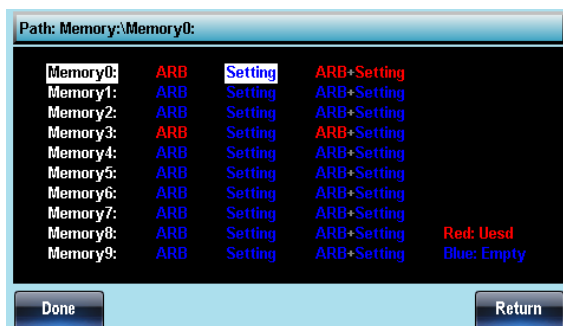 Path: Memory:\Memory0:
Memory0: ARB Setting ARB+Setting
Memory1: ARB Setting ARB+Setting
Memory2: ARB Setting ARB+Setting
Memory3: ARB Setting ARB+Setting
Memory4: ARB Setting ARB+Setting
Memory5: ARB Setting ARB+Setting
Memory6: ARB Setting ARB+Setting
Memory7: ARB Setting ARB+Setting
Memory8: ARB Setting ARB+Setting Red: Uesd
Memory9: ARB Setting ARB+Setting Blue: Empty
Done Return